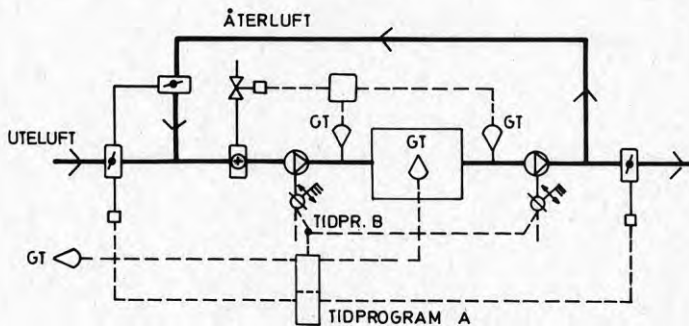 ÅTERLUFT
UTELUFT
GT
GT
GT
TIDPR. B
GT
TIDPROGRAM A